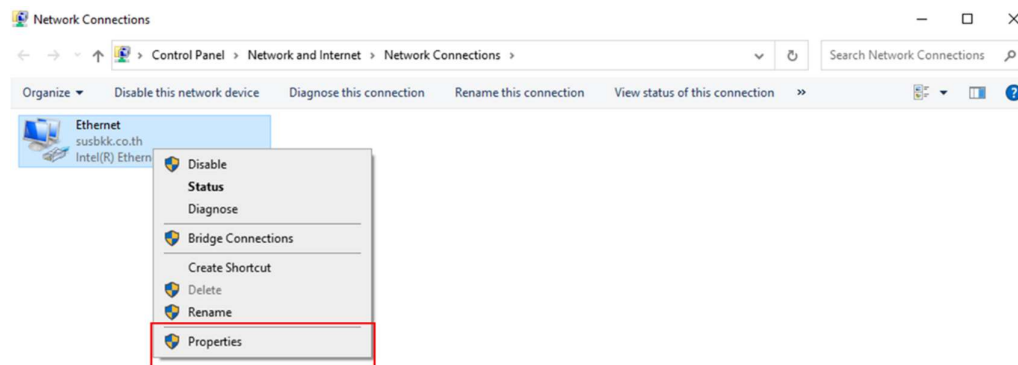 Network Connections
Control Panel > Network and Internet > Network Connections >
Search Network Connections
Organize
Disable this network device
Diagnose this connection
Rename this connection
View status of this connection
»
Ethernet
susbkk.co.th
Intel(R) Ethern
Disable
Status
Diagnose
Bridge Connections
Create Shortcut
Delete
Rename
Properties